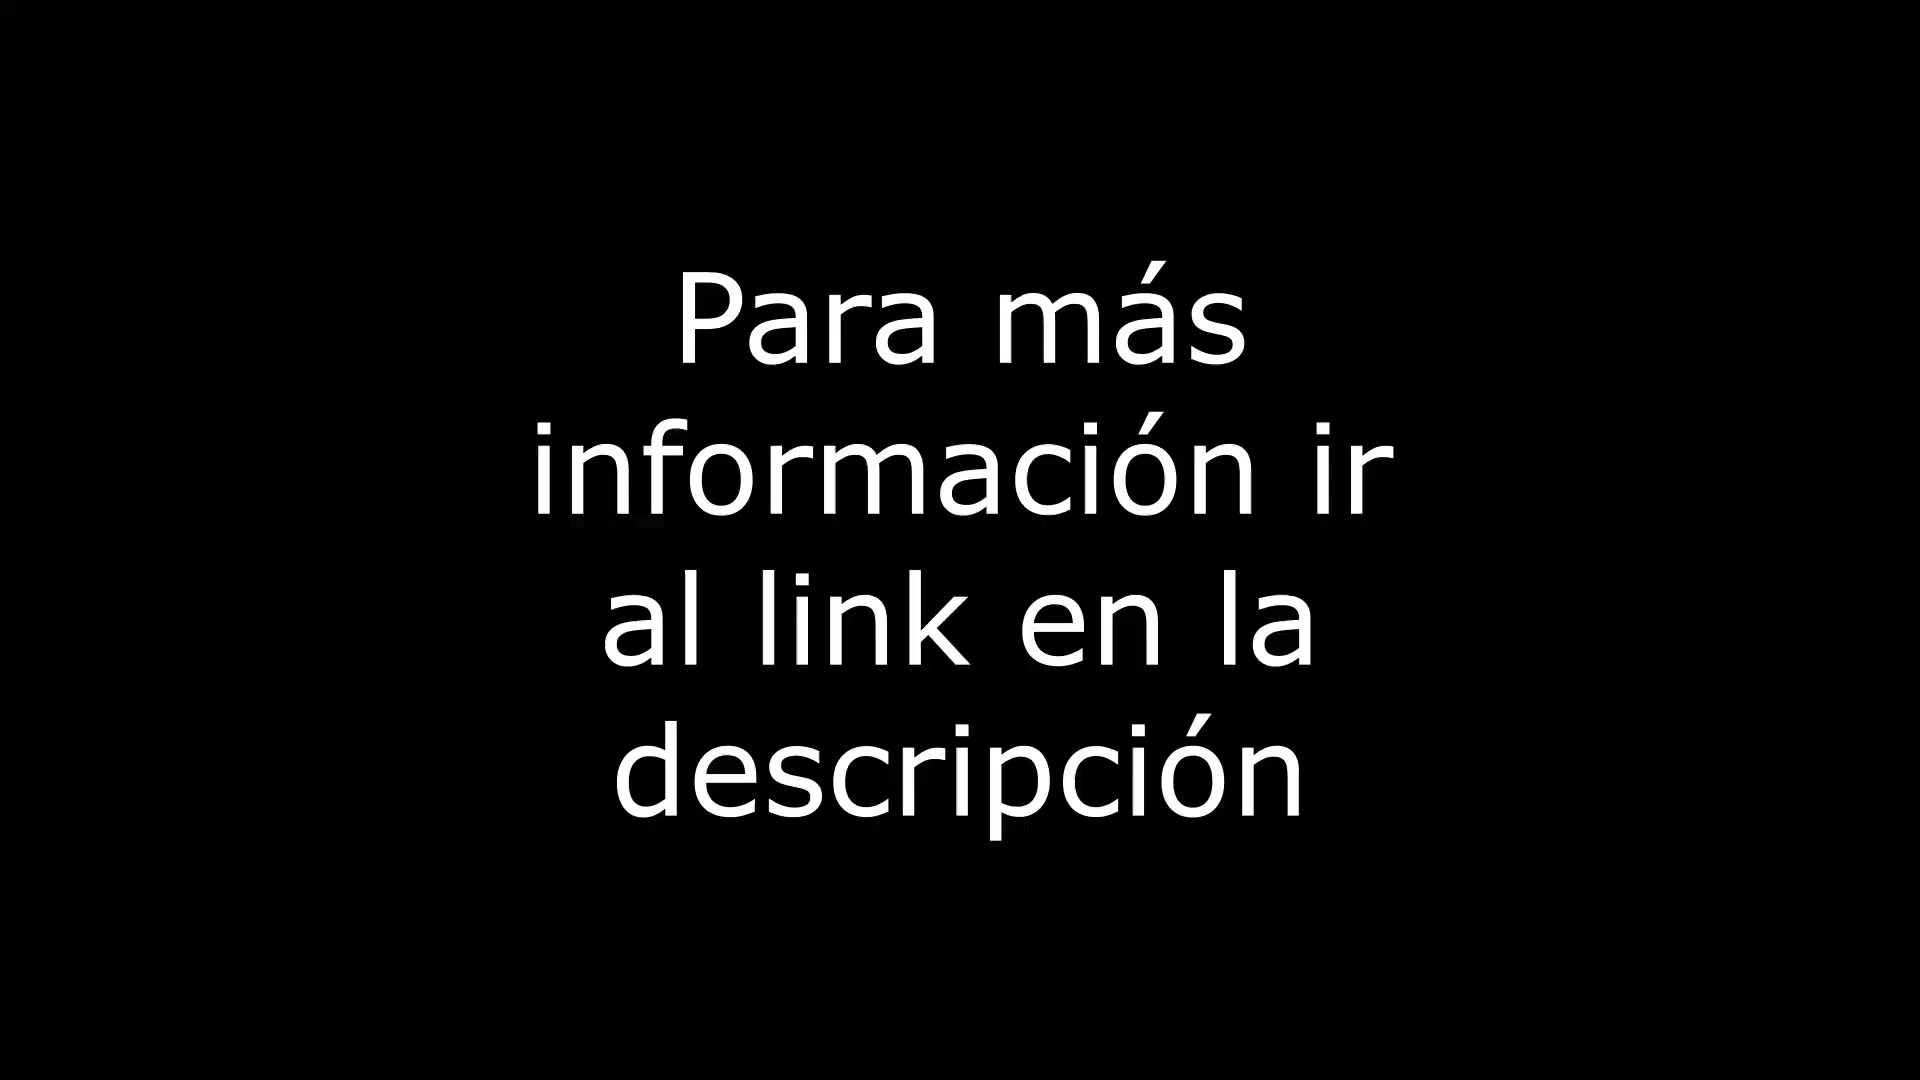 Para más
información ir
al link en la
descripción